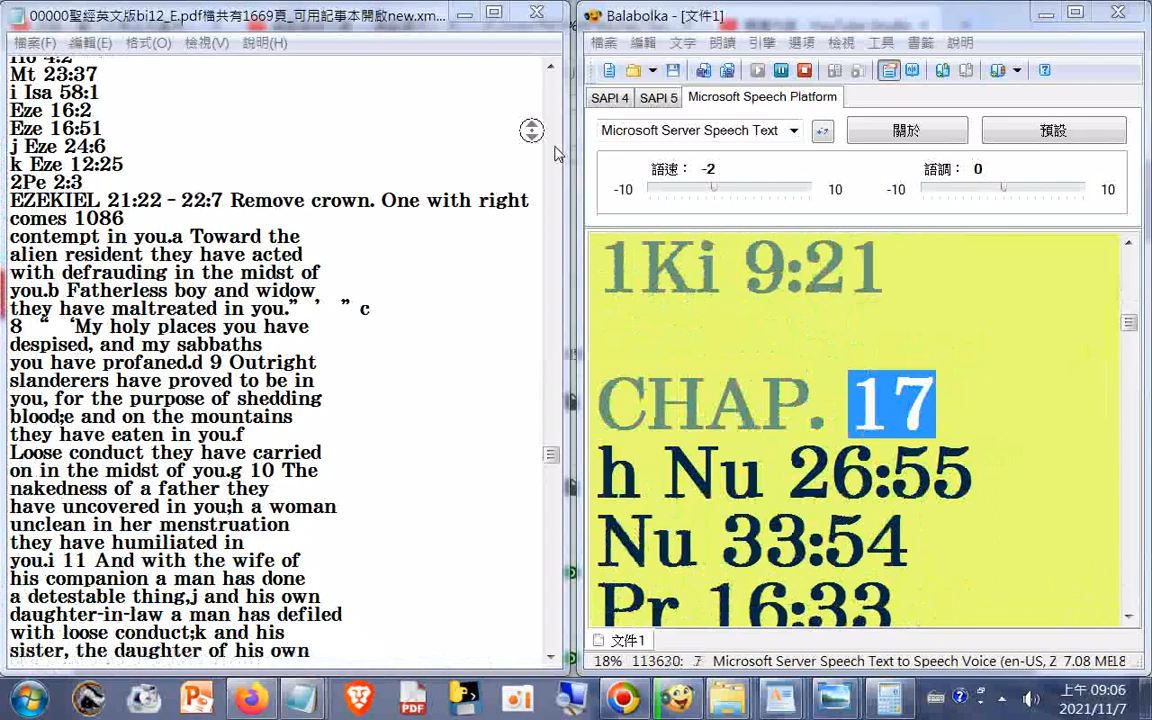 00000聖經英文版bi12_E.pdf檔共有1669頁_可用記事本開啟new.xm...
檔案(F) 編輯(E) 格式(O) 檢視(V) 說明(H)
Mt 23:37
i Isa 58:1
Eze 16:2
Eze 16:51
j Eze 24:6
k Eze 12:25
2Pe 2:3
EZEKIEL 21:22 – 22:7 Remove crown. One with right
comes 1086
contempt in you.a Toward the
alien resident they have acted
with defrauding in the midst of
you.b Fatherless boy and widow
they have maltreated in you.” ’ ” c
8 “ ‘My holy places you have
despised, and my sabbaths
you have profaned.d 9 Outright
slanderers have proved to be in
you, for the purpose of shedding
blood;e and on the mountains
they have eaten in you.f
Loose conduct they have carried
on in the midst of you.g 10 The
nakedness of a father they
have uncovered in you;h a woman
unclean in her menstruation
they have humiliated in
you.i 11 And with the wife of
his companion a man has done
a detestable thing,j and his own
daughter-in-law a man has defiled
with loose conduct;k and his
sister, the daughter of his own
Balabolka - [文件1]
檔案 編輯 文字 朗讀 引擎 選項 檢視 工具 書籤 說明
SAPI 4 SAPI 5 Microsoft Speech Platform
Microsoft Server Speech Text 關於 預設
語速: -2 語調: 0
-10 10 -10 10
1Ki 9:21
CHAP. 17
h Nu 26:55
Nu 33:54
Pr 16:33
文件1
18% 113630: 7 Microsoft Server Speech Text to Speech Voice (en-US, Z 7.08 MEL8
PDF
上午 09:06
2021/11/7